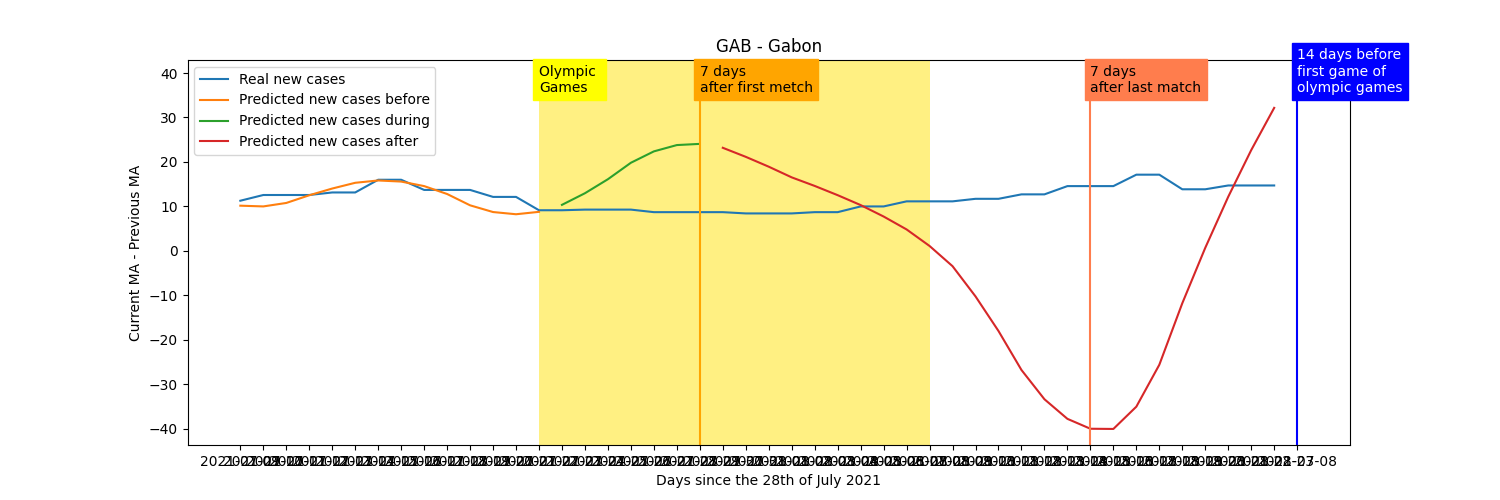 GAB - Gabon
14 days before
first game of
olympic games
Olympic
Games
7 days
after first metch
7 days
after last match
Real new cases
Predicted new cases before
Predicted new cases during
Predicted new cases after
Current MA - Previous MA
40
30
20
10
0
−10
−20
−30
−40
Days since the 28th of July 2021